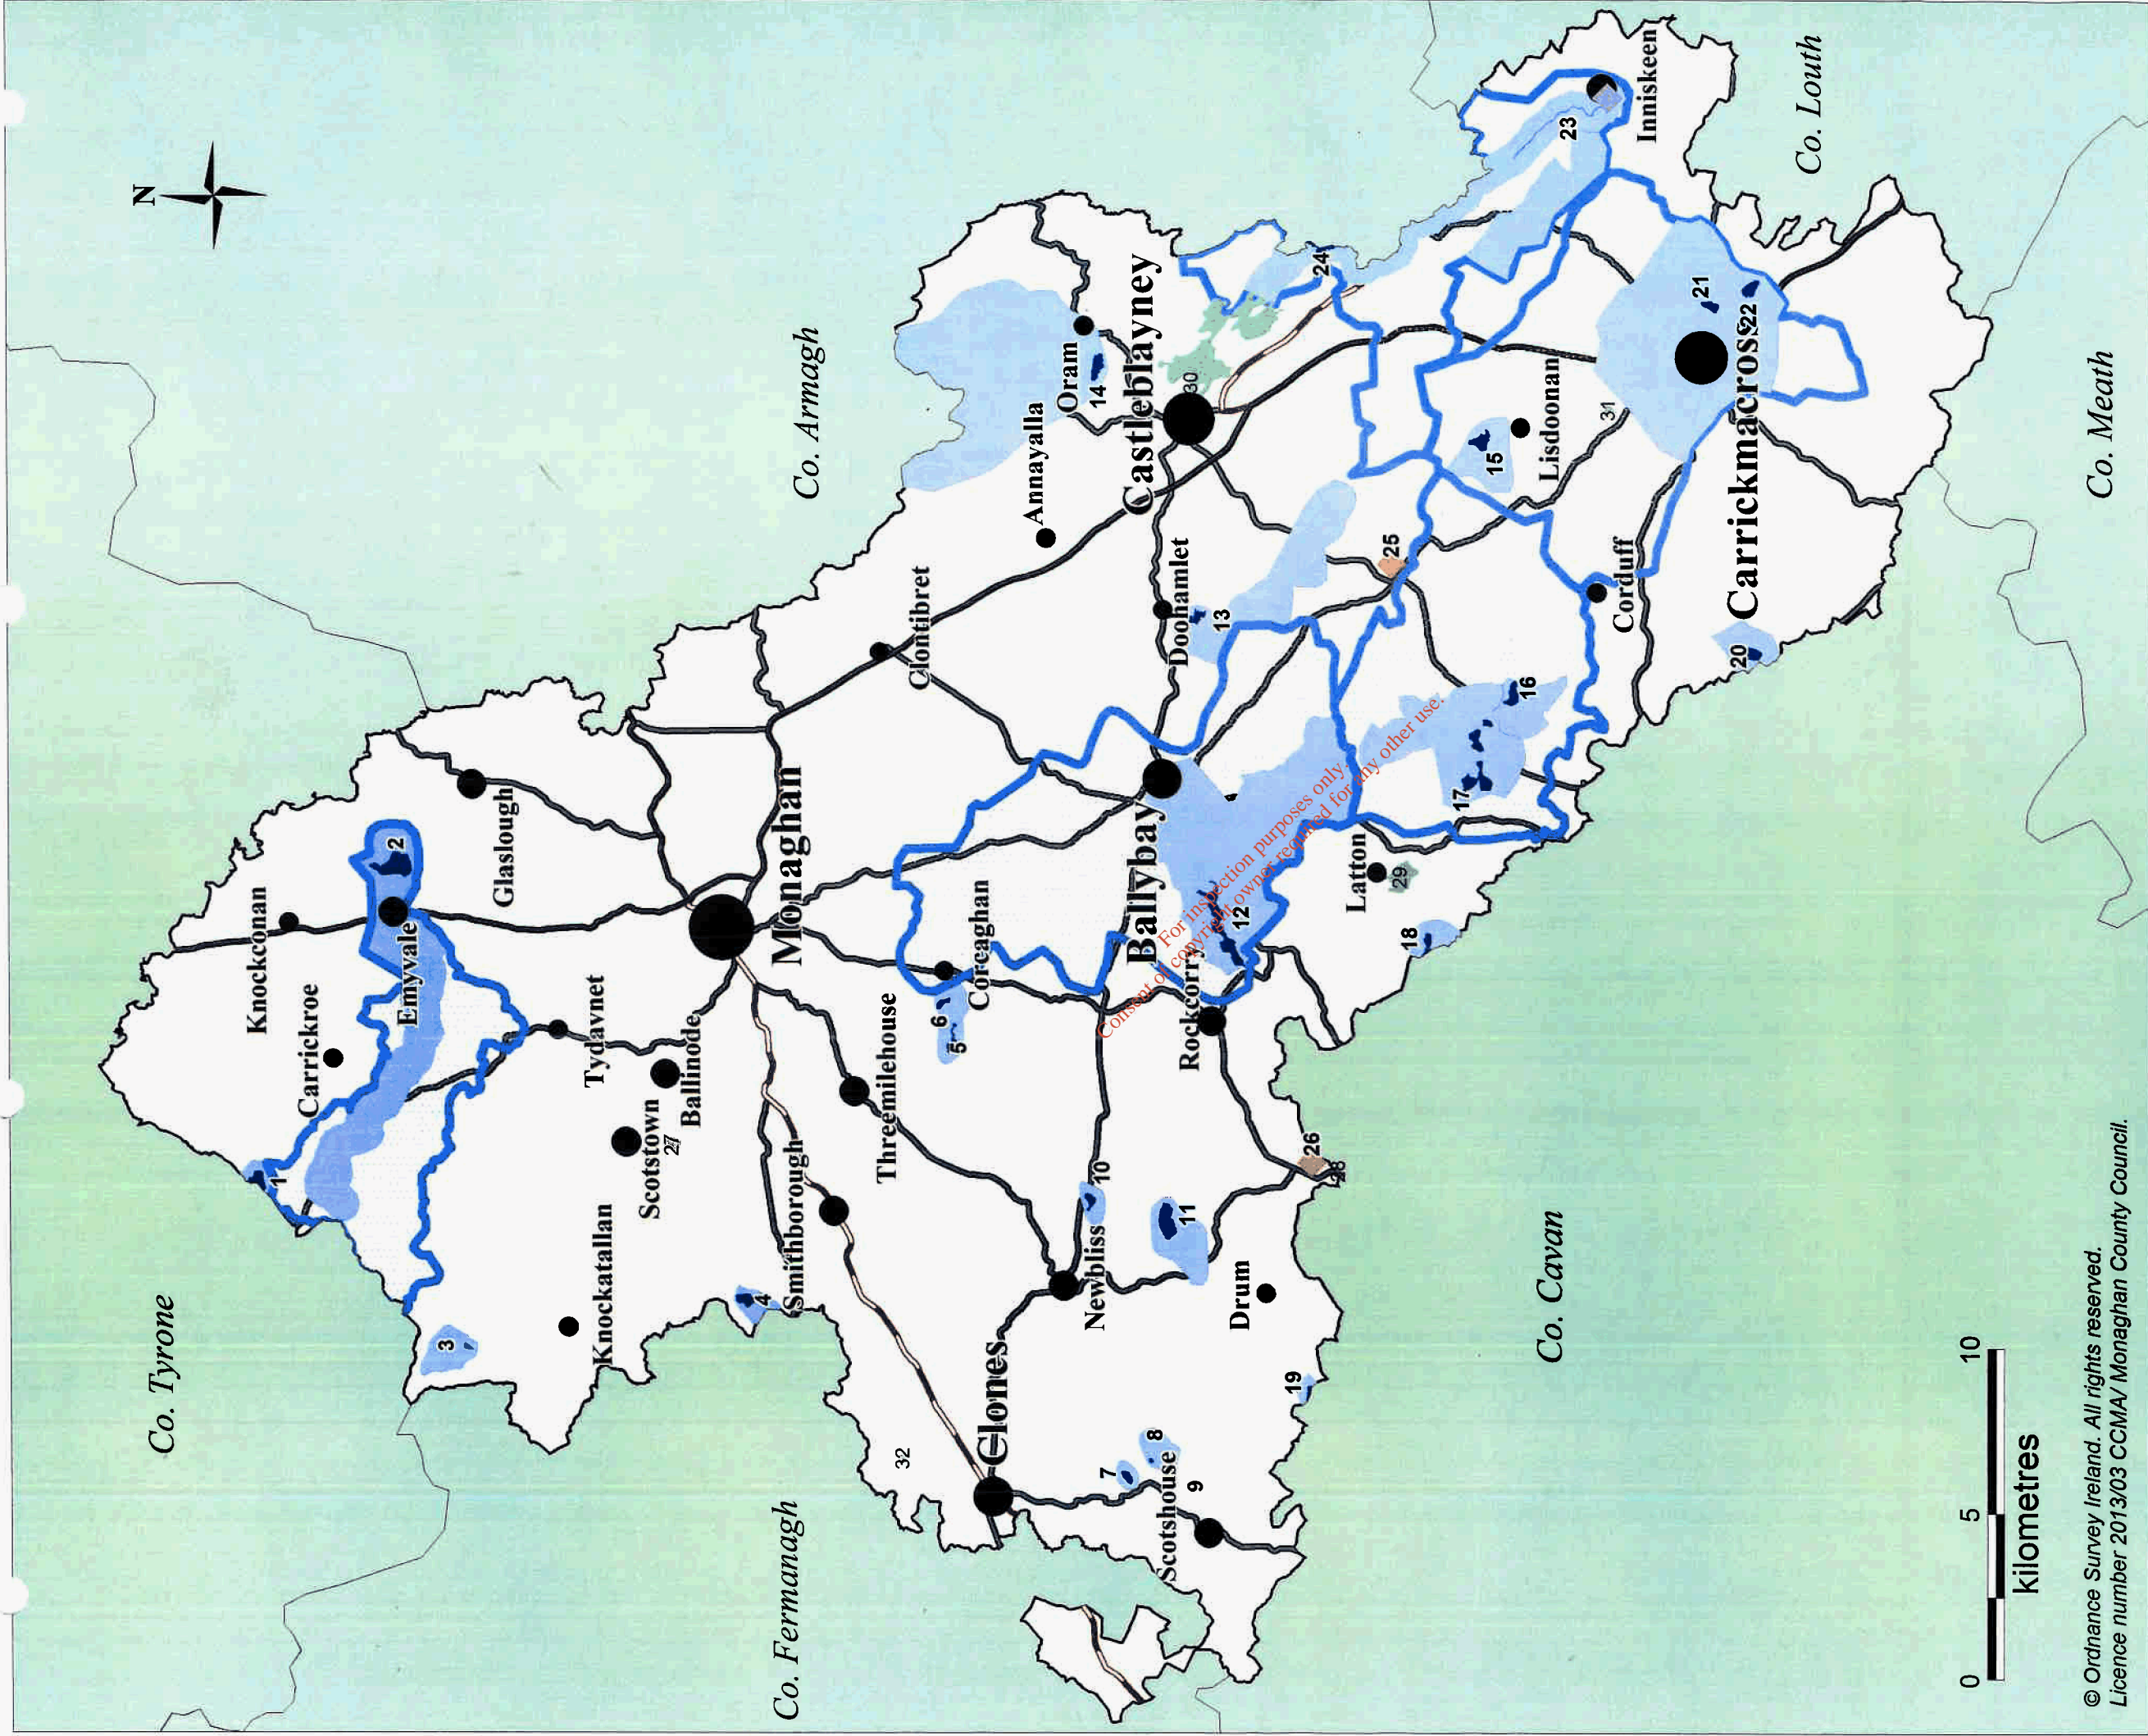 N
Co. Tyrone
Knockconan
Carrickroe
1
Emyvale
2
3
Glaslough
Knockatallan
Tydavnet
Scotstown
27
Ballinode
4
Smithborough
Monaghan
Co. Fermanagh
Co. Armagh
Threemilehouse
32
Clontibret
6
5
Corcaghan
Clones
Annayalla
Oram
14
Newbliss
10
7
8
Ballybay
Castleblayney
Scotshouse
9
11
Doohamlet
30
Rockcorry
13
12
Drum
19
26
28
24
Latton
29
25
18
17
15
16
Lisdoonan
Co. Cavan
23
31
Corduff
Inniskeen
21
22
20
Carrickmacross
Co. Louth
0 5 10
kilometres
Co. Meath
© Ordnance Survey Ireland. All rights reserved.
Licence number 2013/03 CCMA/ Monaghan County Council.
For inspection purposes only.
Consent of copyright owner required for any other use.